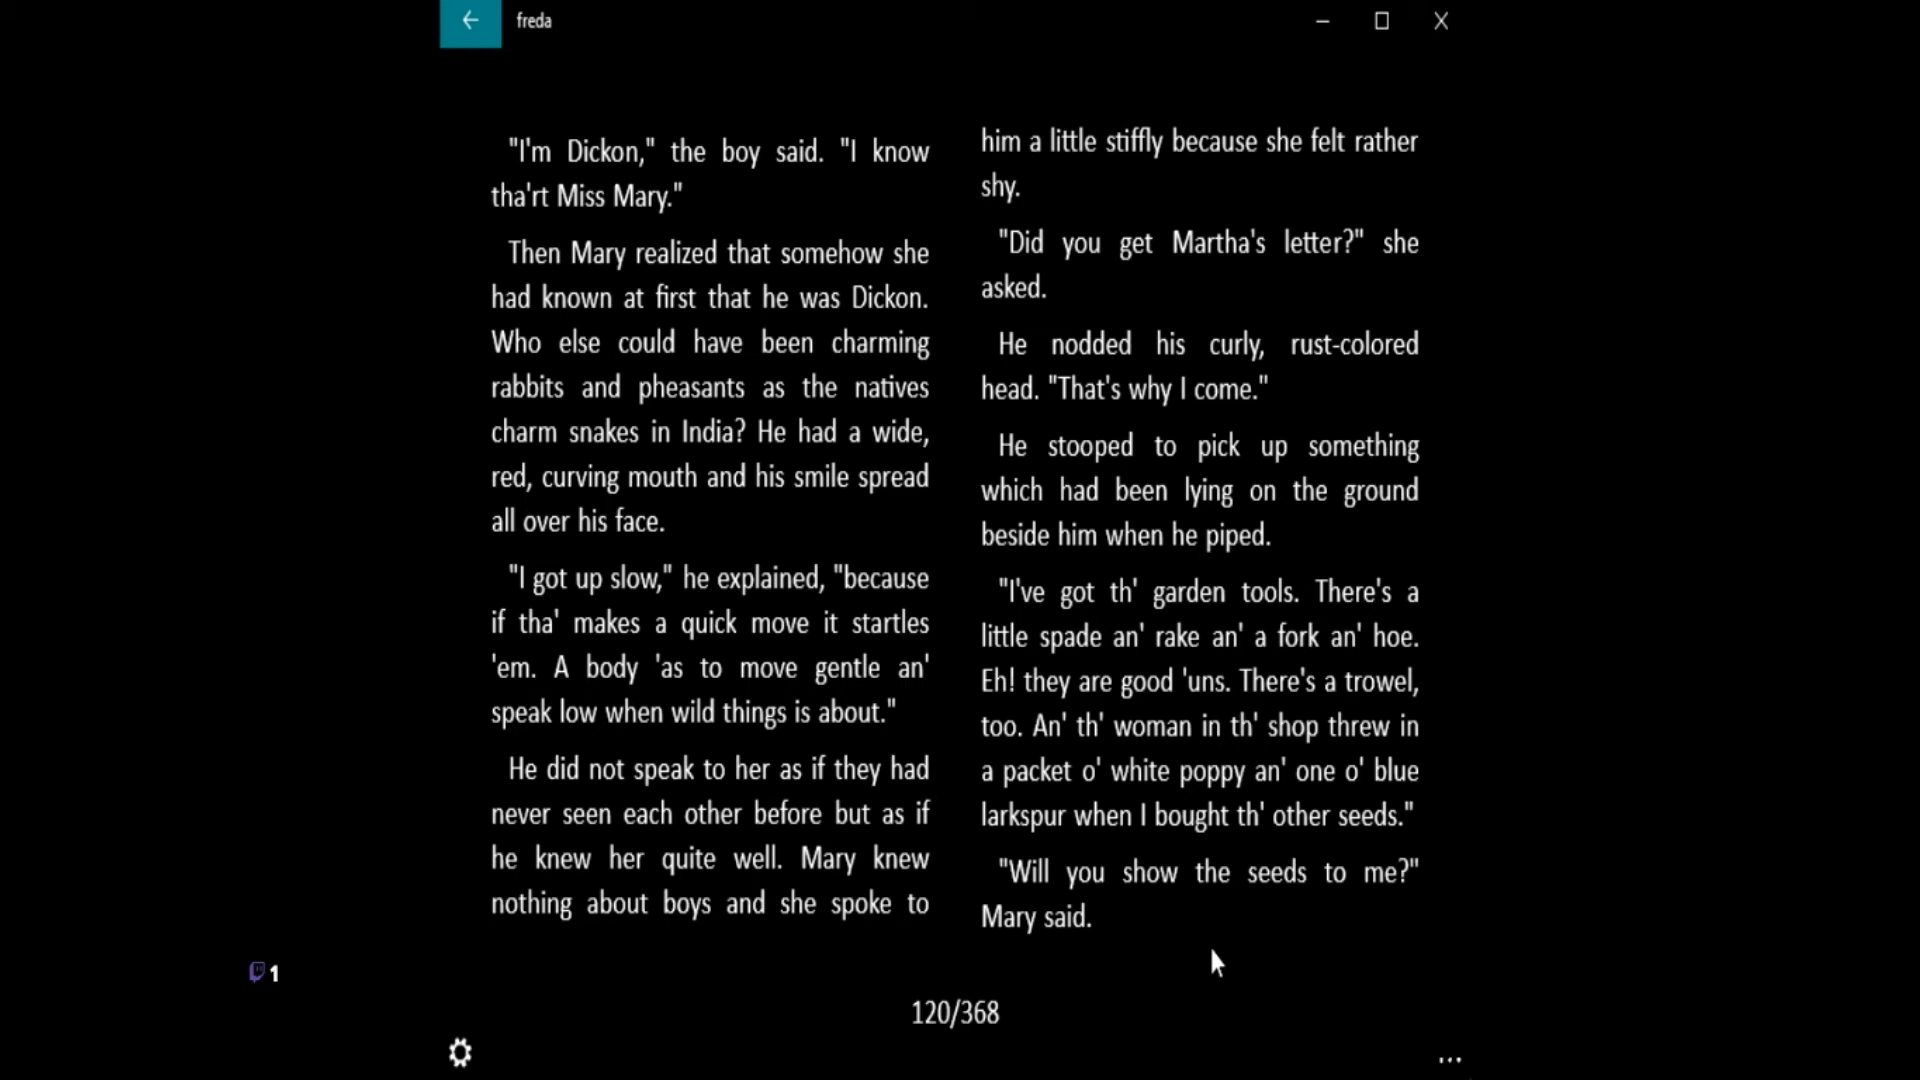 freda
"I'm Dickon," the boy said. "I know
tha'rt Miss Mary."
Then Mary realized that somehow she
had known at first that he was Dickon.
Who else could have been charming
rabbits and pheasants as the natives
charm snakes in India? He had a wide,
red, curving mouth and his smile spread
all over his face.
"I got up slow," he explained, "because
if tha' makes a quick move it startles
'em. A body 'as to move gentle an'
speak low when wild things is about."
He did not speak to her as if they had
never seen each other before but as if
he knew her quite well. Mary knew
nothing about boys and she spoke to
him a little stiffly because she felt rather
shy.
"Did you get Martha's letter?" she
asked.
He nodded his curly, rust-colored
head. "That's why I come."
He stooped to pick up something
which had been lying on the ground
beside him when he piped.
"I've got th' garden tools. There's a
little spade an' rake an' a fork an' hoe.
Eh! they are good 'uns. There's a trowel,
too. An' th' woman in th' shop threw in
a packet o' white poppy an' one o' blue
larkspur when I bought th' other seeds."
"Will you show the seeds to me?"
Mary said.
1
120/368